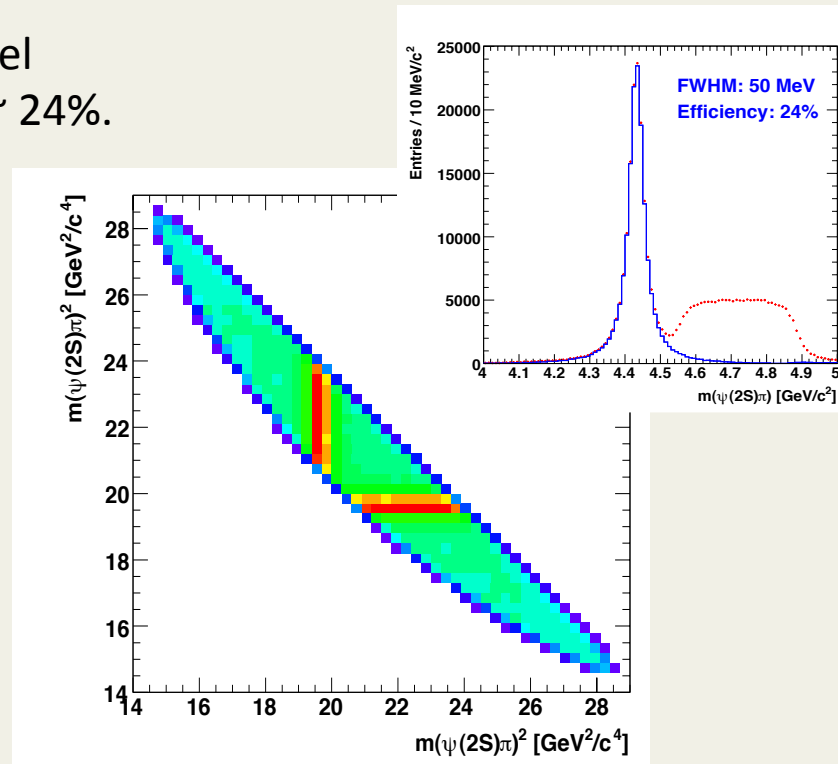 el
~ 24%.
Entries / 10 MeV/c²
25000
20000
15000
10000
5000
0
FWHM: 50 MeV
Efficiency: 24%
4 4.1 4.2 4.3 4.4 4.5 4.6 4.7 4.8 4.9 5
m(ψ(2S)π) [GeV/c²]
m(ψ(2S)π)² [GeV²/c⁴]
28
26
24
22
20
18
16
14
14 16 18 20 22 24 26 28
m(ψ(2S)π)² [GeV²/c⁴]